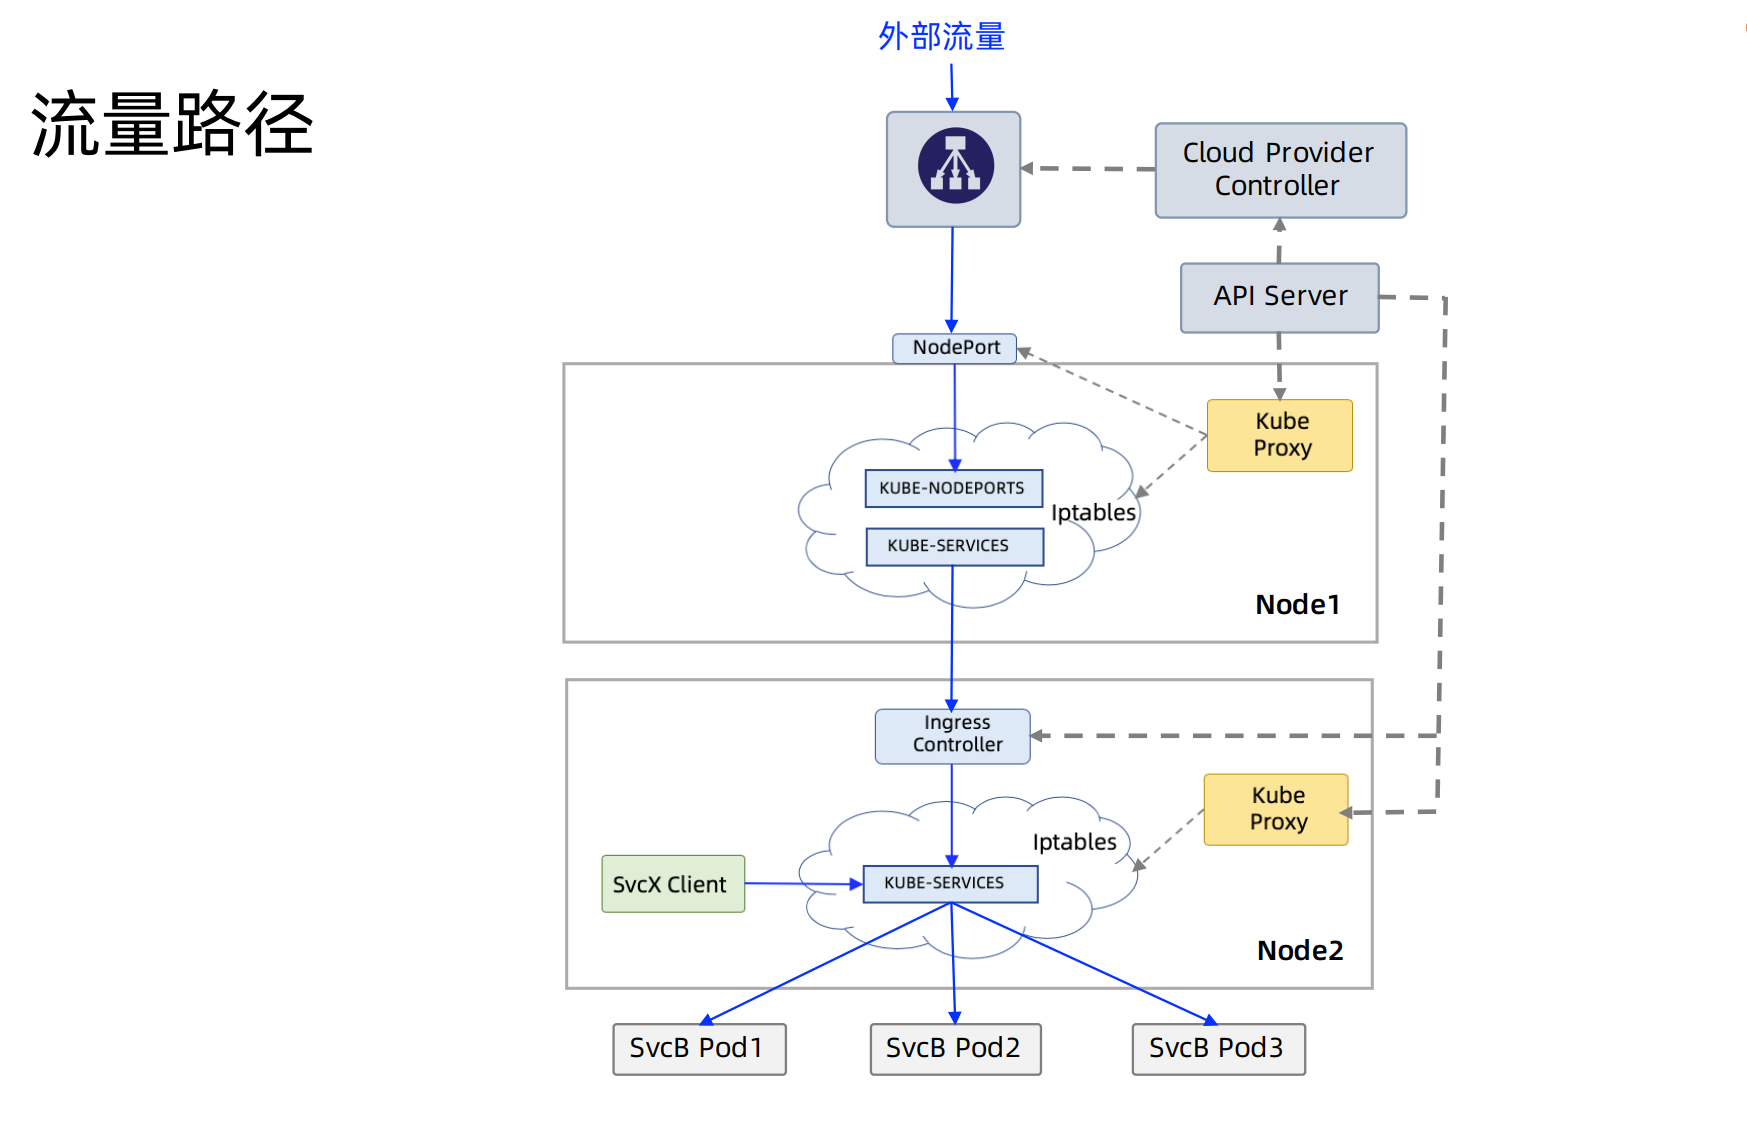 外部流量
流量路径
Cloud Provider
Controller
API Server
NodePort
Kube
Proxy
KUBE-NODEPORTS
Iptables
KUBE-SERVICES
Node1
Ingress
Controller
Kube
Proxy
Iptables
SvcX Client
KUBE-SERVICES
Node2
SvcB Pod1
SvcB Pod2
SvcB Pod3